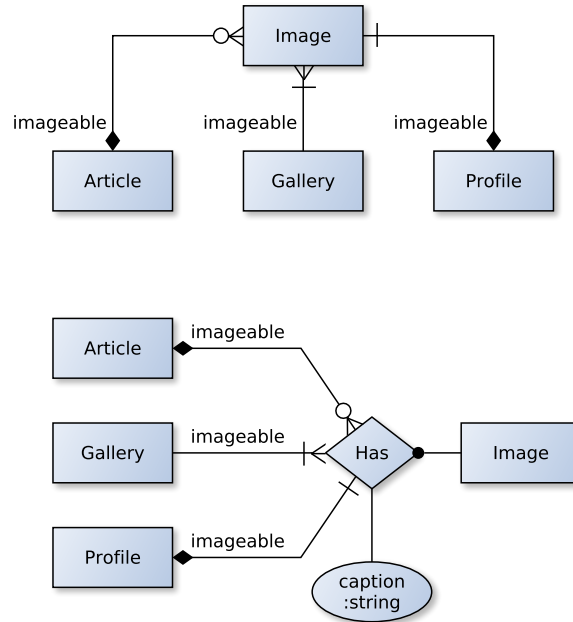 Image
imageable
imageable
imageable
Article
Gallery
Profile
Article
imageable
Gallery
imageable
Has
Image
Profile
imageable
caption
:string